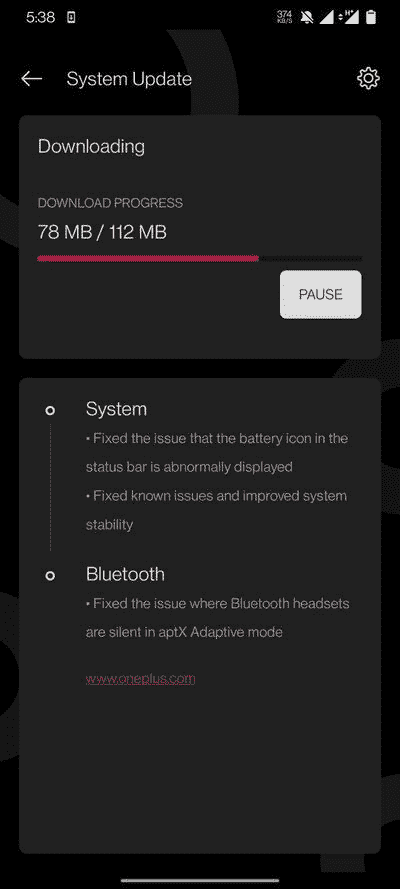 5:38
374
KB/S
H+
System Update
Downloading
DOWNLOAD PROGRESS
78 MB / 112 MB
PAUSE
System
• Fixed the issue that the battery icon in the
status bar is abnormally displayed
• Fixed known issues and improved system
stability
Bluetooth
• Fixed the issue where Bluetooth headsets
are silent in aptX Adaptive mode
www.oneplus.com